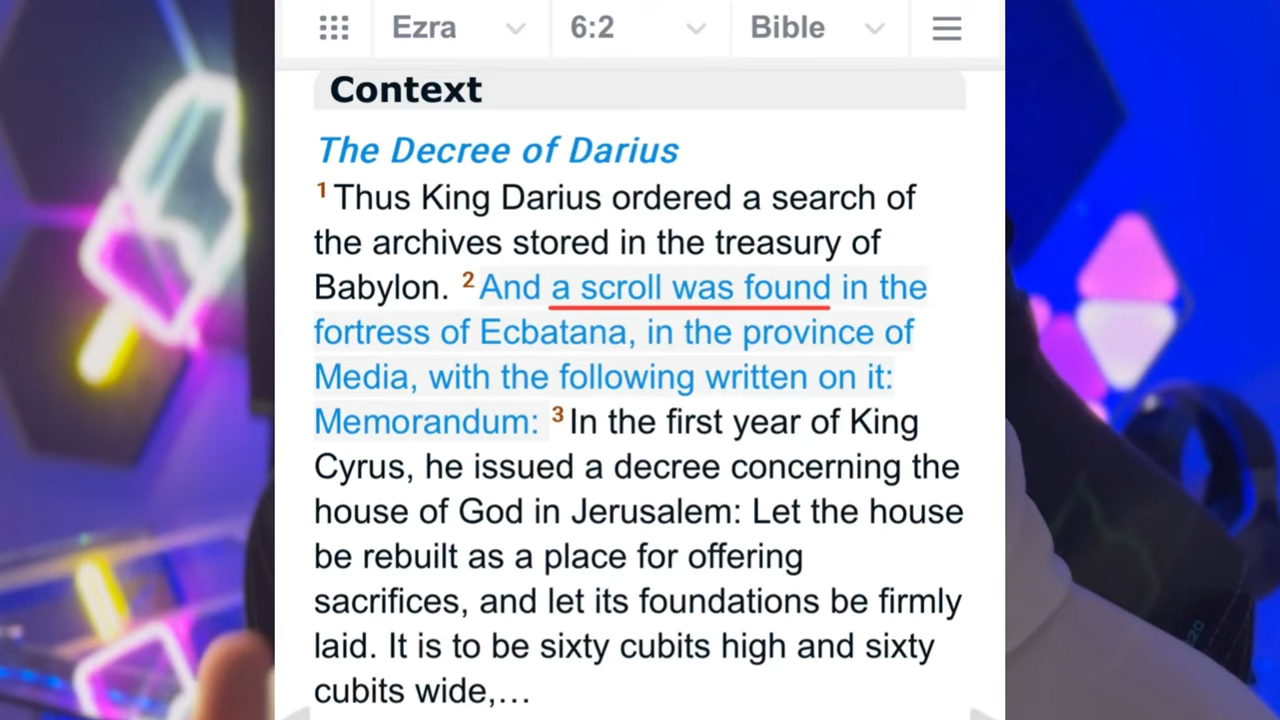 Ezra 6:2 Bible
Context
The Decree of Darius
1 Thus King Darius ordered a search of
the archives stored in the treasury of
Babylon. 2 And a scroll was found in the
fortress of Ecbatana, in the province of
Media, with the following written on it:
Memorandum: 3 In the first year of King
Cyrus, he issued a decree concerning the
house of God in Jerusalem: Let the house
be rebuilt as a place for offering
sacrifices, and let its foundations be firmly
laid. It is to be sixty cubits high and sixty
cubits wide,…